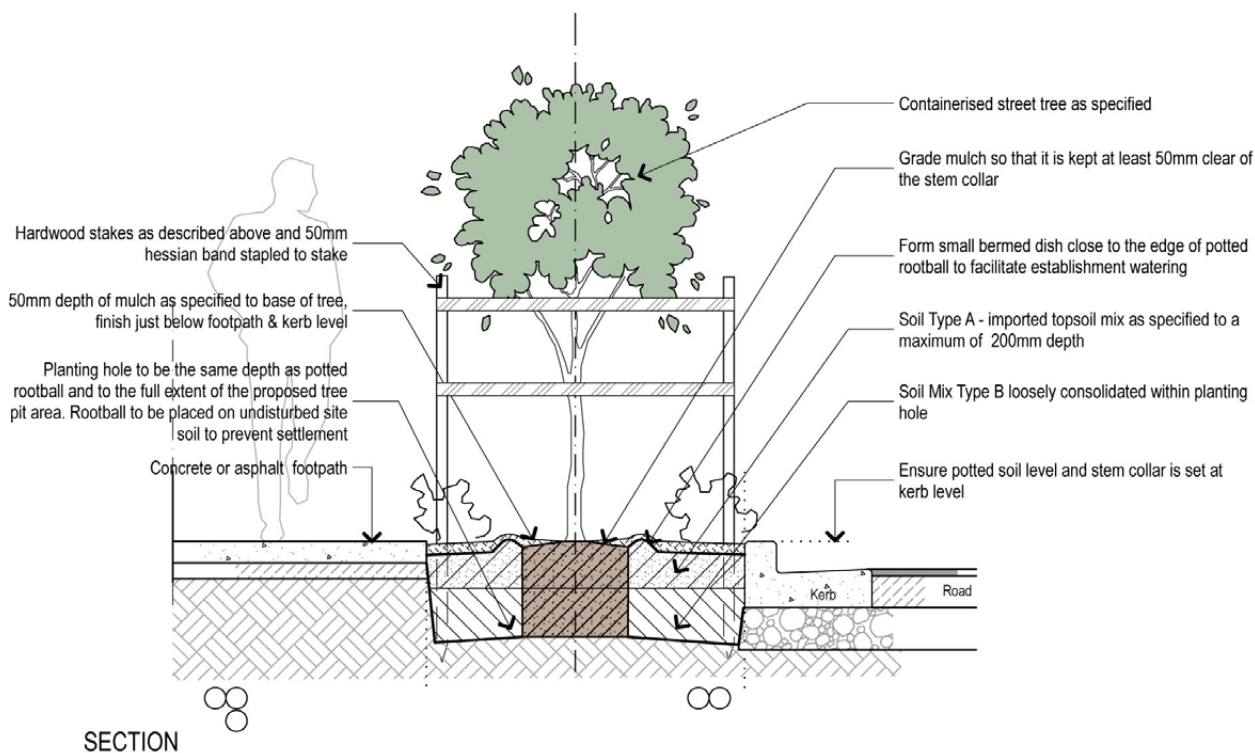 Containerised street tree as specified
Grade mulch so that it is kept at least 50mm clear of
the stem collar
Hardwood stakes as described above and 50mm
hessian band stapled to stake
Form small bermed dish close to the edge of potted
rootball to facilitate establishment watering
50mm depth of mulch as specified to base of tree,
finish just below footpath & kerb level
Soil Type A - imported topsoil mix as specified to a
maximum of 200mm depth
Planting hole to be the same depth as potted
rootball and to the full extent of the proposed tree
pit area. Rootball to be placed on undisturbed site
soil to prevent settlement
Soil Mix Type B loosely consolidated within planting
hole
Concrete or asphalt footpath
Ensure potted soil level and stem collar is set at
kerb level
Kerb
Road
SECTION